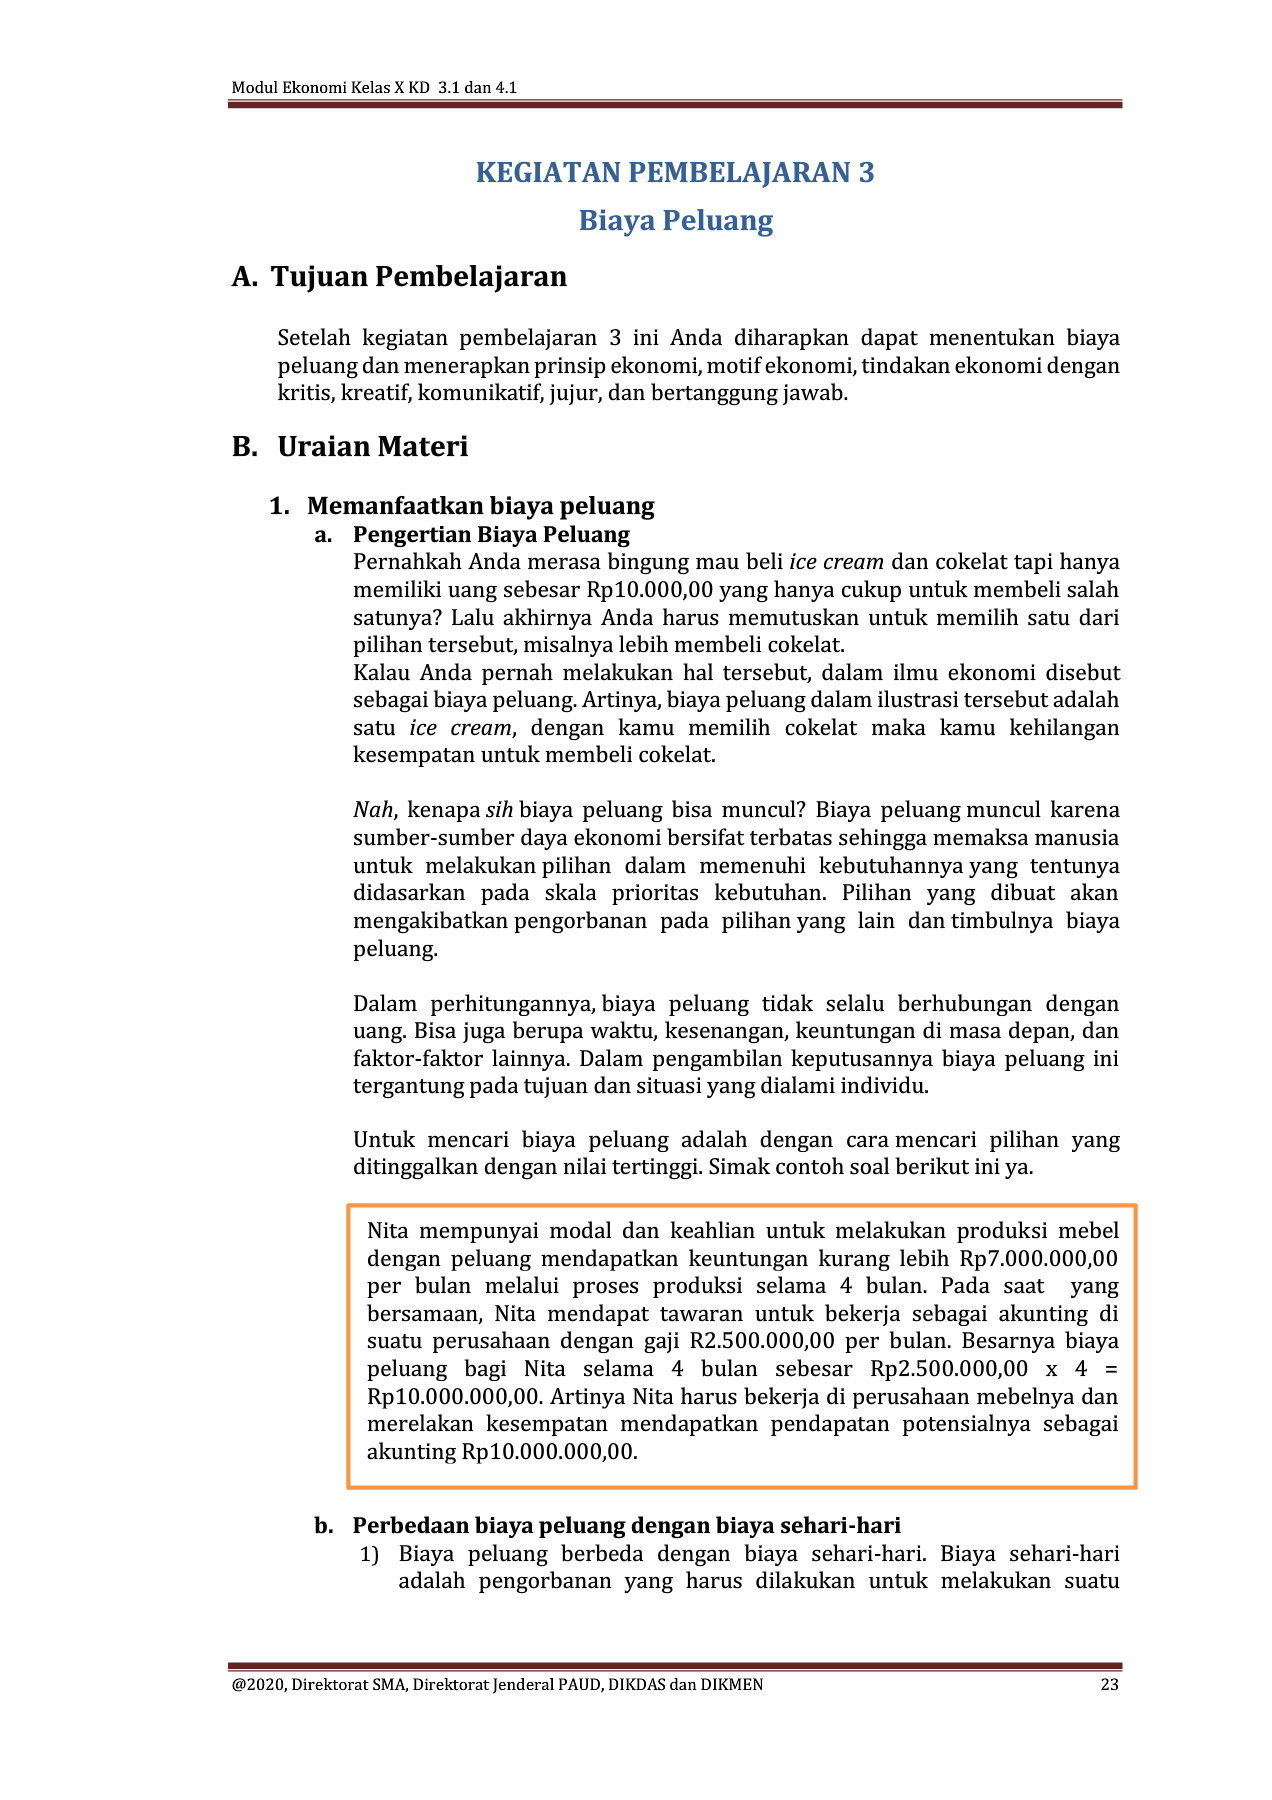 Modul Ekonomi Kelas X KD 3.1 dan 4.1
KEGIATAN PEMBELAJARAN 3
Biaya Peluang
A. Tujuan Pembelajaran
Setelah kegiatan pembelajaran 3 ini Anda diharapkan dapat menentukan biaya
peluang dan menerapkan prinsip ekonomi, motif ekonomi, tindakan ekonomi dengan
kritis, kreatif, komunikatif, jujur, dan bertanggung jawab.
B. Uraian Materi
1. Memanfaatkan biaya peluang
a. Pengertian Biaya Peluang
Pernahkah Anda merasa bingung mau beli ice cream dan cokelat tapi hanya
memiliki uang sebesar Rp10.000,00 yang hanya cukup untuk membeli salah
satunya? Lalu akhirnya Anda harus memutuskan untuk memilih satu dari
pilihan tersebut, misalnya lebih membeli cokelat.
Kalau Anda pernah melakukan hal tersebut, dalam ilmu ekonomi disebut
sebagai biaya peluang. Artinya, biaya peluang dalam ilustrasi tersebut adalah
satu ice cream, dengan kamu memilih cokelat maka kamu kehilangan
kesempatan untuk membeli cokelat.
Nah, kenapa sih biaya peluang bisa muncul? Biaya peluang muncul karena
sumber-sumber daya ekonomi bersifat terbatas sehingga memaksa manusia
untuk melakukan pilihan dalam memenuhi kebutuhannya yang tentunya
didasarkan pada skala prioritas kebutuhan. Pilihan yang dibuat akan
mengakibatkan pengorbanan pada pilihan yang lain dan timbulnya biaya
peluang.
Dalam perhitungannya, biaya peluang tidak selalu berhubungan dengan
uang. Bisa juga berupa waktu, kesenangan, keuntungan di masa depan, dan
faktor-faktor lainnya. Dalam pengambilan keputusannya biaya peluang ini
tergantung pada tujuan dan situasi yang dialami individu.
Untuk mencari biaya peluang adalah dengan cara mencari pilihan yang
ditinggalkan dengan nilai tertinggi. Simak contoh soal berikut ini ya.
Nita mempunyai modal dan keahlian untuk melakukan produksi mebel
dengan peluang mendapatkan keuntungan kurang lebih Rp7.000.000,00
per bulan melalui proses produksi selama 4 bulan. Pada saat yang
bersamaan, Nita mendapat tawaran untuk bekerja sebagai akunting di
suatu perusahaan dengan gaji R2.500.000,00 per bulan. Besarnya biaya
peluang bagi Nita selama 4 bulan sebesar Rp2.500.000,00 x 4 =
Rp10.000.000,00. Artinya Nita harus bekerja di perusahaan mebelnya dan
merelakan kesempatan mendapatkan pendapatan potensialnya sebagai
akunting Rp10.000.000,00.
b. Perbedaan biaya peluang dengan biaya sehari-hari
1) Biaya peluang berbeda dengan biaya sehari-hari. Biaya sehari-hari
adalah pengorbanan yang harus dilakukan untuk melakukan suatu
@2020, Direktorat SMA, Direktorat Jenderal PAUD, DIKDAS dan DIKMEN 23